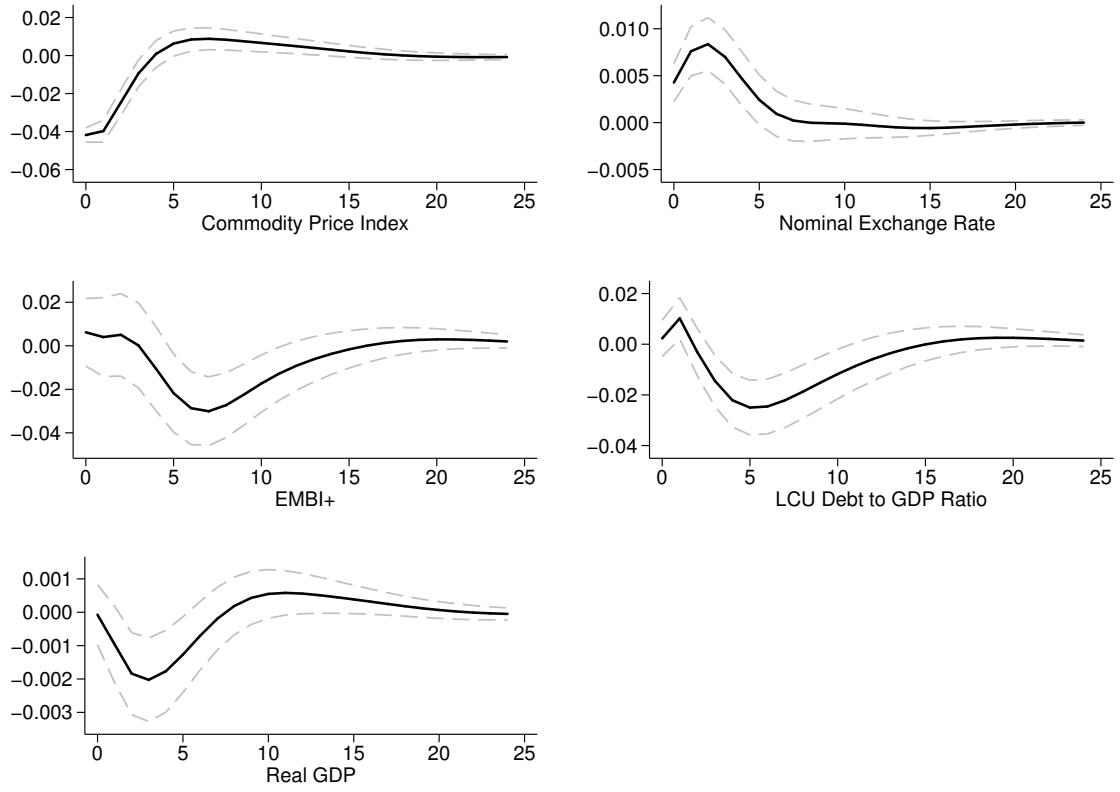 0.02
0.00
−0.02
−0.04
−0.06
0 5 10 15 20 25
Commodity Price Index
0.010
0.005
0.000
−0.005
0 5 10 15 20 25
Nominal Exchange Rate
0.02
0.00
−0.02
−0.04
0 5 10 15 20 25
EMBI+
0.02
0.00
−0.02
−0.04
0 5 10 15 20 25
LCU Debt to GDP Ratio
0.001
0.000
−0.001
−0.002
−0.003
0 5 10 15 20 25
Real GDP